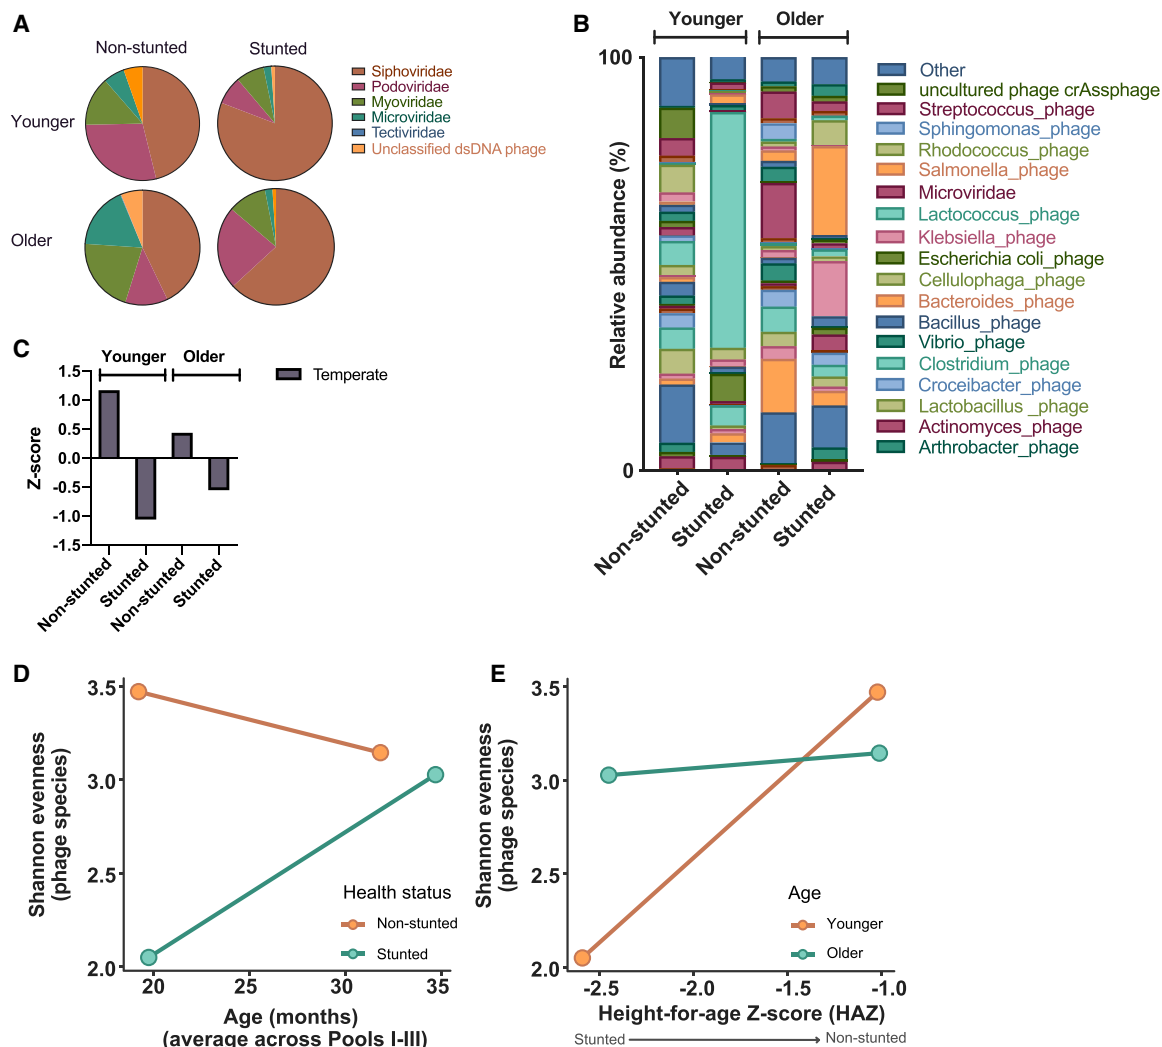 A
Non-stunted
Stunted
Younger
Older
Siphoviridae
Podoviridae
Myoviridae
Microviridae
Tectiviridae
Unclassified dsDNA phage
B
Younger
Older
100
0
Relative abundance (%)
Non-stunted
Stunted
Non-stunted
Stunted
Other
uncultured phage crAssphage
Streptococcus_phage
Sphingomonas_phage
Rhodococcus_phage
Salmonella_phage
Microviridae
Lactococcus_phage
Klebsiella_phage
Escherichia coli_phage
Cellulophaga_phage
Bacteroides_phage
Bacillus_phage
Vibrio_phage
Clostridium_phage
Croceibacter_phage
Lactobacillus _phage
Actinomyces_phage
Arthrobacter_phage
C
Younger
Older
Temperate
1.5
1.0
0.5
0.0
-0.5
-1.0
-1.5
Z-score
Non-stunted
Stunted
Non-stunted
Stunted
D
3.5
3.0
2.5
2.0
Shannon evenness
(phage species)
Health status
Non-stunted
Stunted
20
25
30
35
Age (months)
(average across Pools I-III)
E
3.5
3.0
2.5
2.0
Shannon evenness
(phage species)
Age
Younger
Older
-2.5
-2.0
-1.5
-1.0
Height-for-age Z-score (HAZ)
Stunted
Non-stunted